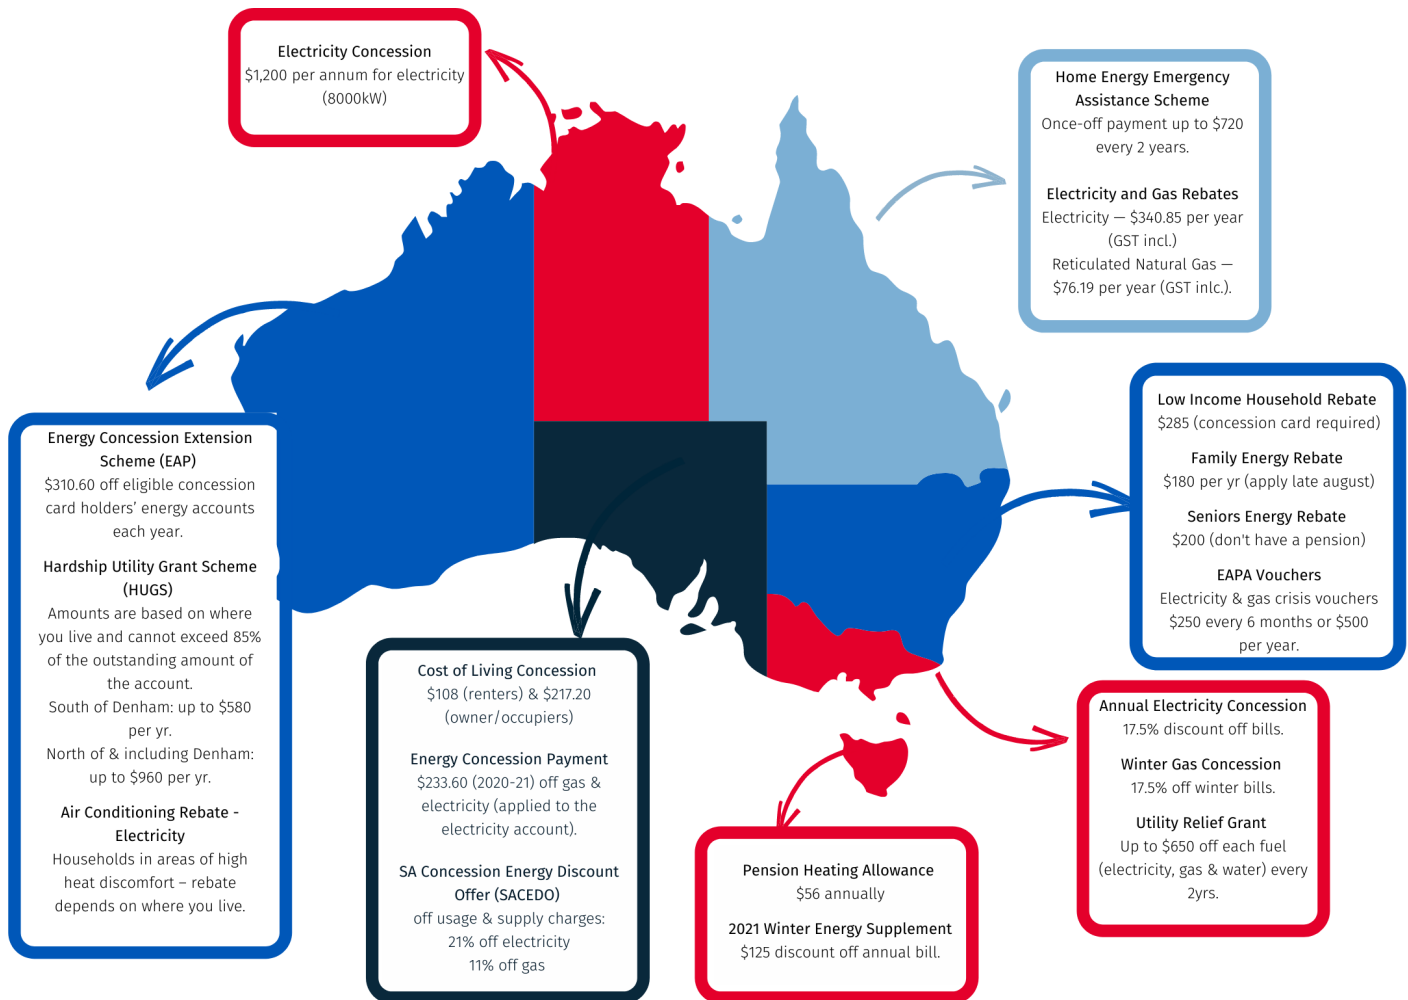 Electricity Concession
$1,200 per annum for electricity
(8000kW)
Home Energy Emergency
Assistance Scheme
Once-off payment up to $720
every 2 years.
Electricity and Gas Rebates
Electricity — $340.85 per year
(GST incl.)
Reticulated Natural Gas —
$76.19 per year (GST inlc.).
Low Income Household Rebate
$285 (concession card required)
Family Energy Rebate
$180 per yr (apply late august)
Seniors Energy Rebate
$200 (don't have a pension)
EAPA Vouchers
Electricity & gas crisis vouchers
$250 every 6 months or $500
per year.
Energy Concession Extension
Scheme (EAP)
$310.60 off eligible concession
card holders’ energy accounts
each year.
Hardship Utility Grant Scheme
(HUGS)
Amounts are based on where
you live and cannot exceed 85%
of the outstanding amount of
the account.
South of Denham: up to $580
per yr.
North of & including Denham:
up to $960 per yr.
Air Conditioning Rebate -
Electricity
Households in areas of high
heat discomfort – rebate
depends on where you live.
Cost of Living Concession
$108 (renters) & $217.20
(owner/occupiers)
Energy Concession Payment
$233.60 (2020-21) off gas &
electricity (applied to the
electricity account).
SA Concession Energy Discount
Offer (SACEDO)
off usage & supply charges:
21% off electricity
11% off gas
Pension Heating Allowance
$56 annually
2021 Winter Energy Supplement
$125 discount off annual bill.
Annual Electricity Concession
17.5% discount off bills.
Winter Gas Concession
17.5% off winter bills.
Utility Relief Grant
Up to $650 off each fuel
(electricity, gas & water) every
2yrs.